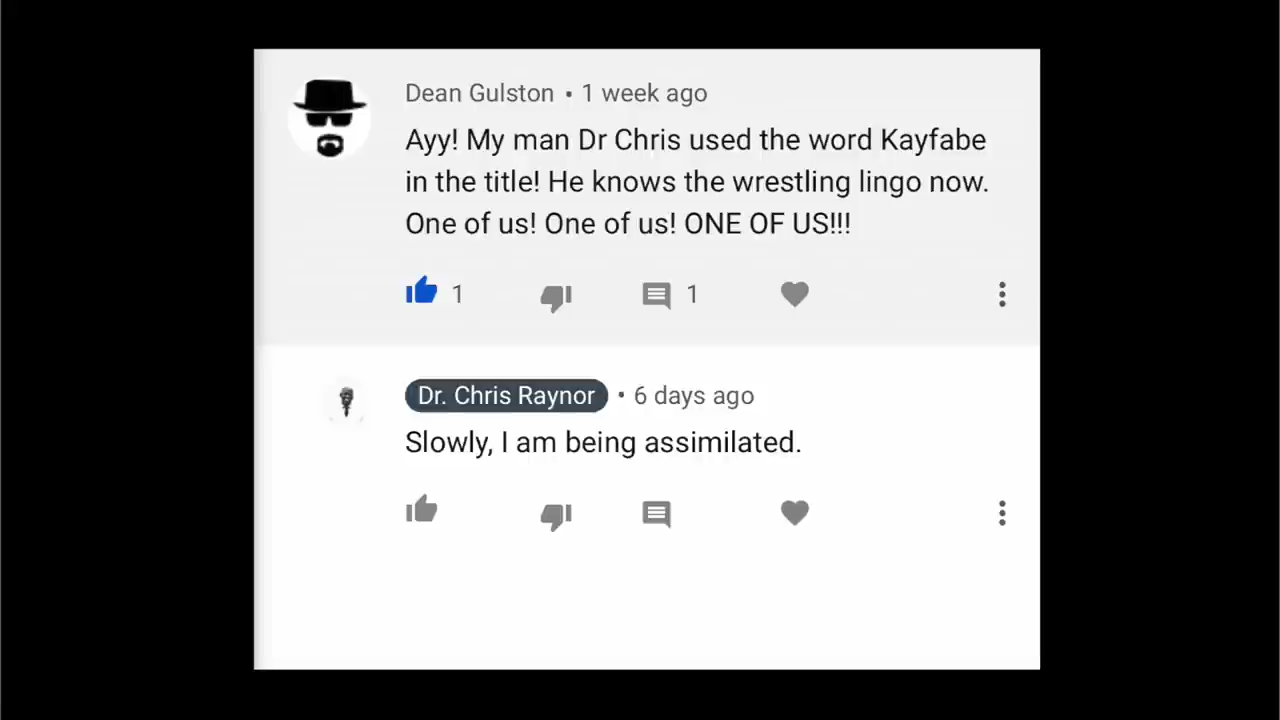 Dean Gulston • 1 week ago
Ayy! My man Dr Chris used the word Kayfabe
in the title! He knows the wrestling lingo now.
One of us! One of us! ONE OF US!!!
1 1
Dr. Chris Raynor • 6 days ago
Slowly, I am being assimilated.